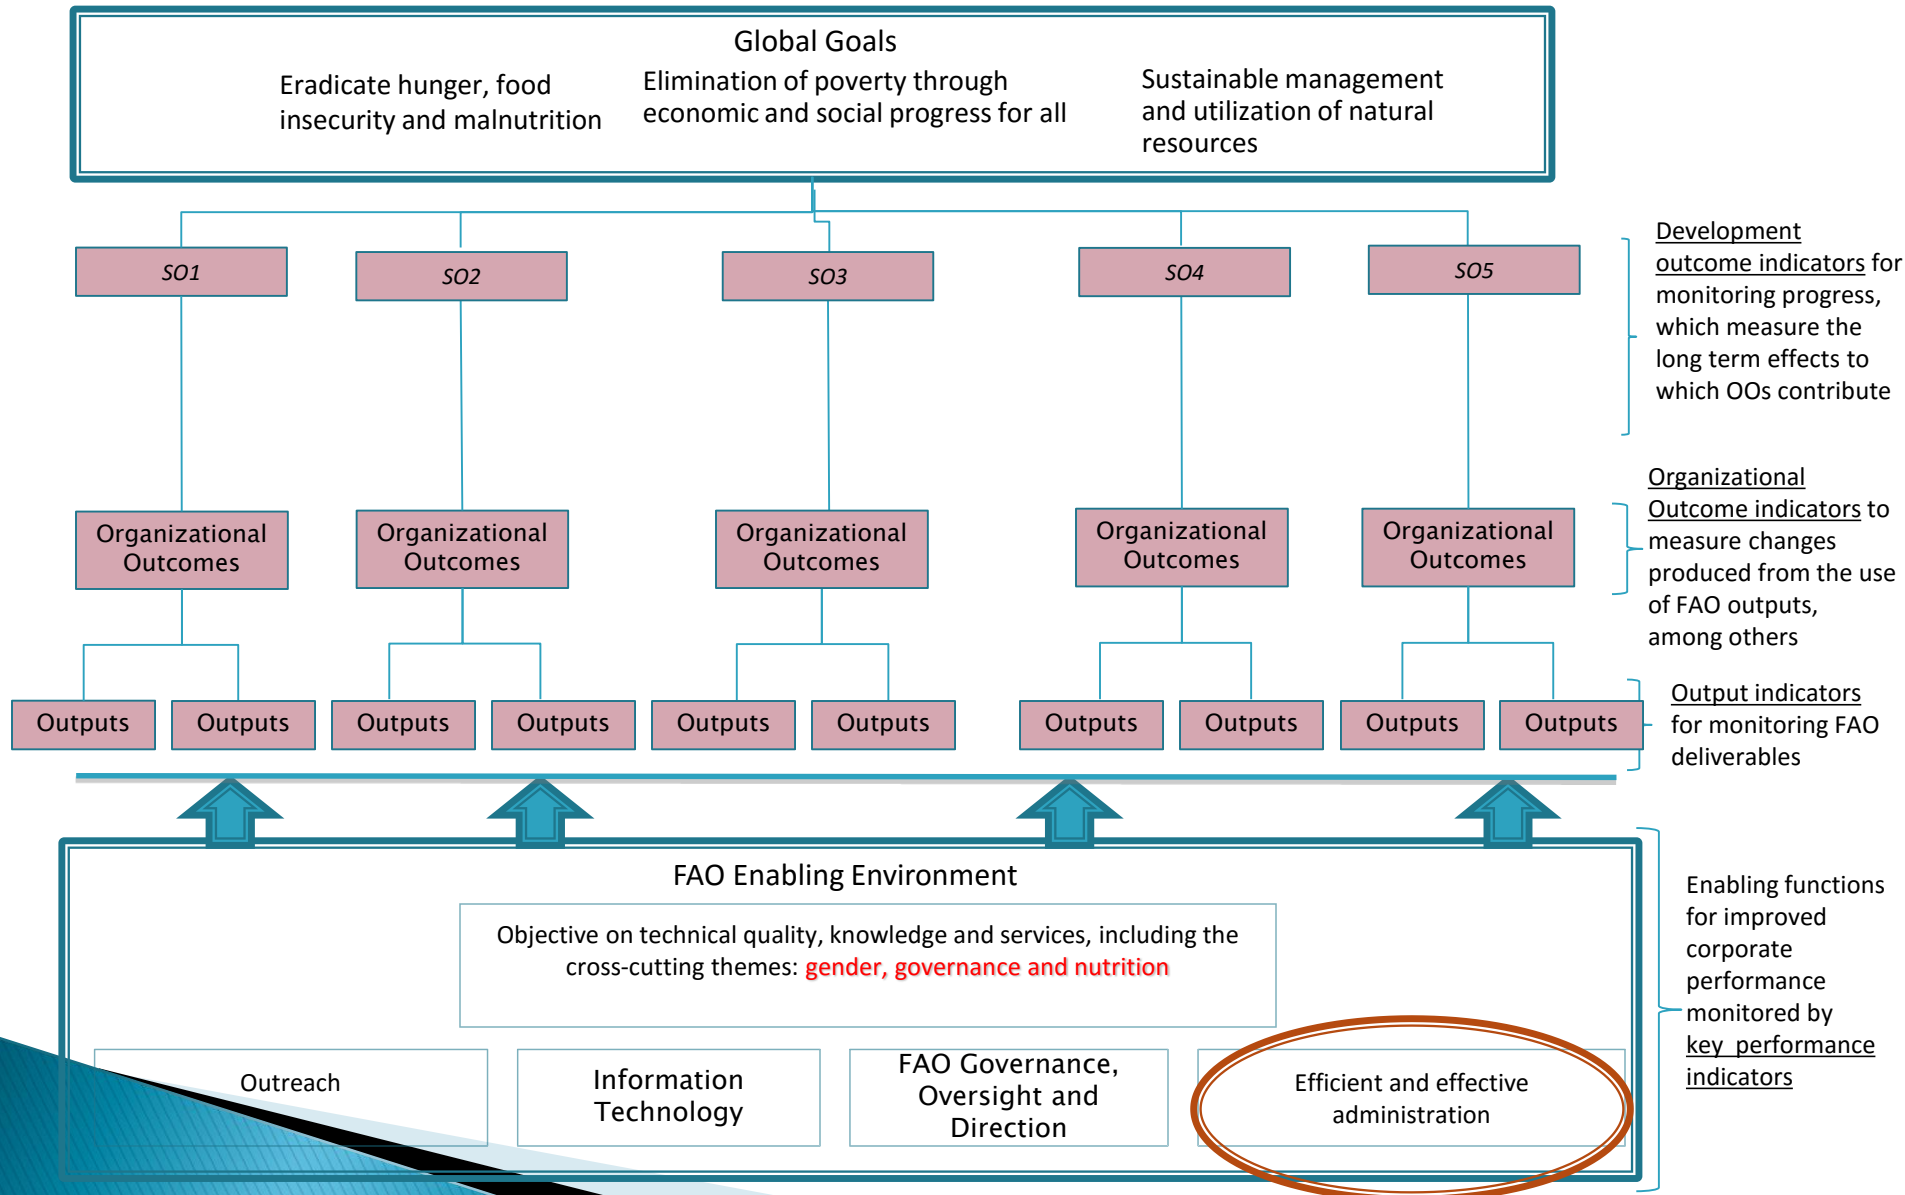 Global Goals
Eradicate hunger, food
insecurity and malnutrition
Elimination of poverty through
economic and social progress for all
Sustainable management
and utilization of natural
resources
SO1
SO2
SO3
SO4
SO5
Development
outcome indicators for
monitoring progress,
which measure the
long term effects to
which OOs contribute
Organizational
Outcomes
Organizational
Outcomes
Organizational
Outcomes
Organizational
Outcomes
Organizational
Outcomes
Organizational
Outcome indicators to
measure changes
produced from the use
of FAO outputs,
among others
Outputs
Outputs
Outputs
Outputs
Outputs
Outputs
Outputs
Outputs
Outputs
Outputs
Output indicators
for monitoring FAO
deliverables
FAO Enabling Environment
Objective on technical quality, knowledge and services, including the
cross-cutting themes: gender, governance and nutrition
Outreach
Information
Technology
FAO Governance,
Oversight and
Direction
Efficient and effective
administration
Enabling functions
for improved
corporate
performance
monitored by
key performance
indicators